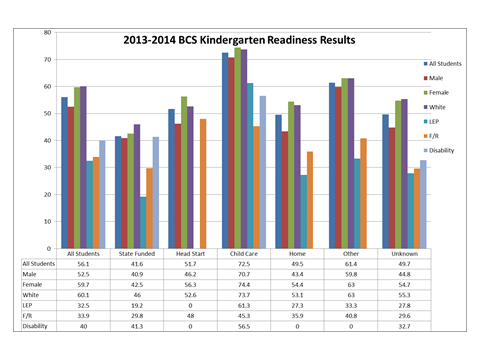 2013-2014 BCS Kindergarten Readiness Results
80
70
60
50
40
30
20
10
0
All Students
Male
Female
White
LEP
F/R
Disability
All Students State Funded Head Start Child Care Home Other Unknown
All Students 56.1 41.6 51.7 72.5 49.5 61.4 49.7
Male 52.5 40.9 46.2 70.7 43.4 59.8 44.8
Female 59.7 42.5 56.3 74.4 54.4 63 54.7
White 60.1 46 52.6 73.7 53.1 63 55.3
LEP 32.5 19.2 0 61.3 27.3 33.3 27.8
F/R 33.9 29.8 48 45.3 35.9 40.8 29.6
Disability 40 41.3 0 56.5 0 0 32.7